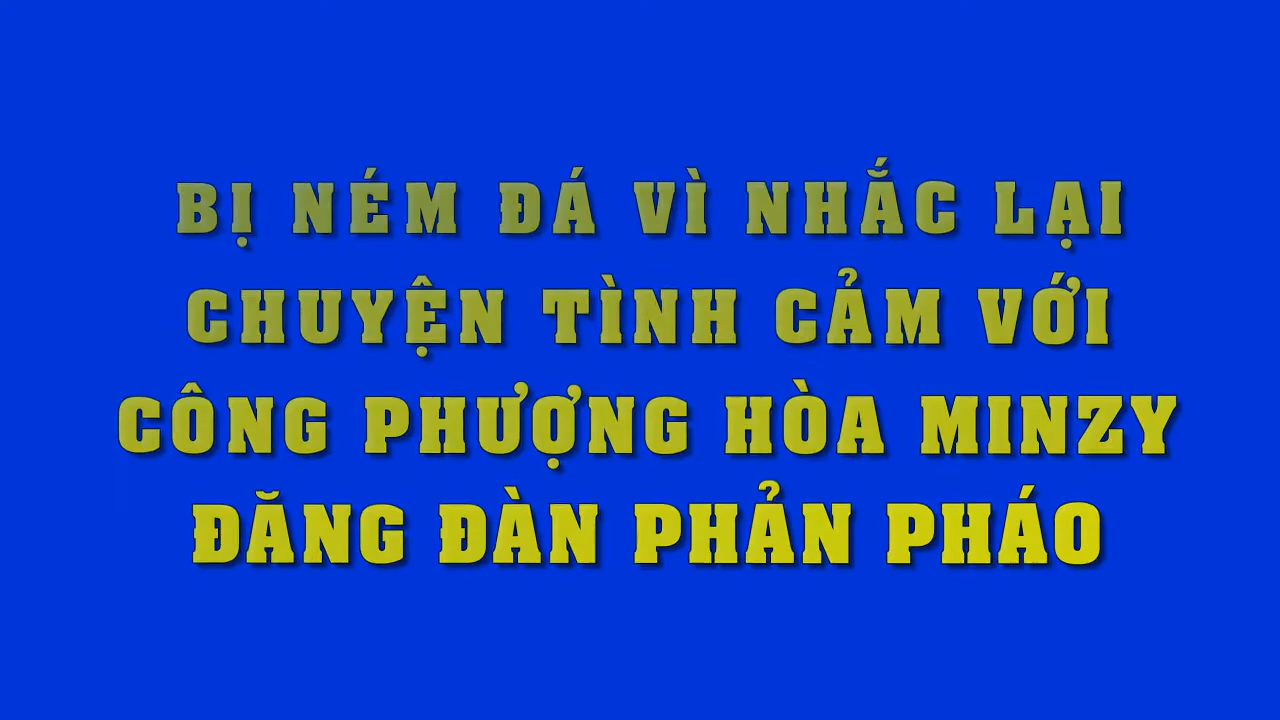 BỊ NÉM ĐÁ VÌ NHẮC LẠI
CHUYỆN TÌNH CẢM VỚI
CÔNG PHƯỢNG HÒA MINZY
ĐĂNG ĐÀN PHẢN PHÁO